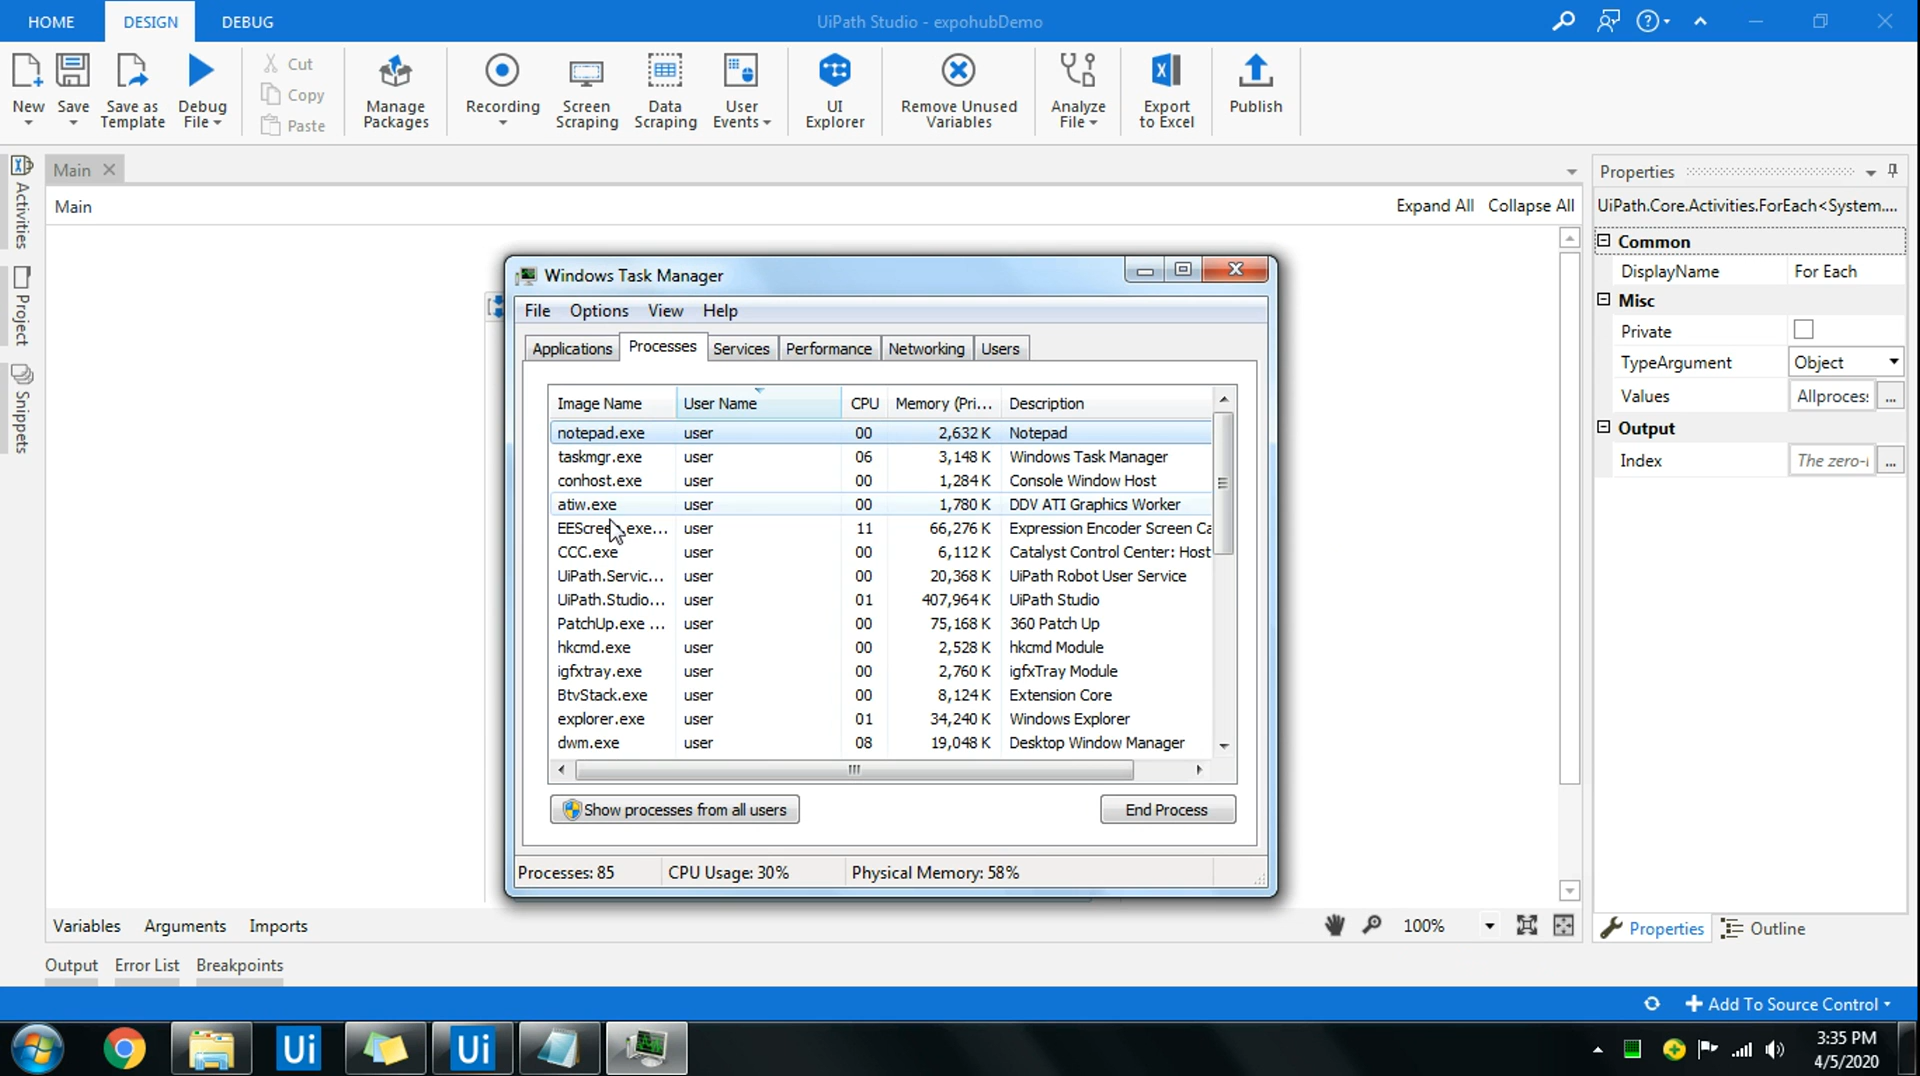 HOME DESIGN DEBUG UiPath Studio - expohubDemo
New Save Save as Template Debug File Cut Copy Paste Manage Packages Recording Screen Scraping Data Scraping User Events UI Explorer Remove Unused Variables Analyze File Export to Excel Publish
Activities
Project
Snippets
Main
Main Expand All Collapse All
Windows Task Manager
File Options View Help
Applications Processes Services Performance Networking Users
Image Name User Name CPU Memory (Pri... Description
notepad.exe user 00 2,632 K Notepad
taskmgr.exe user 06 3,148 K Windows Task Manager
conhost.exe user 00 1,284 K Console Window Host
atiw.exe user 00 1,780 K DDV ATI Graphics Worker
user 11 66,276 K Expression Encoder Screen Ca
CCC.exe user 00 6,112 K Catalyst Control Center: Host
UiPath.Servic... user 00 20,368 K UiPath Robot User Service
UiPath.Studio... user 01 407,964 K UiPath Studio
PatchUp.exe ... user 00 75,168 K 360 Patch Up
hkcmd.exe user 00 2,528 K hkcmd Module
igfxtray.exe user 00 2,760 K igfxTray Module
BtvStack.exe user 00 8,124 K Extension Core
explorer.exe user 01 34,240 K Windows Explorer
dwm.exe user 08 19,048 K Desktop Window Manager
Show processes from all users End Process
Processes: 85 CPU Usage: 30% Physical Memory: 58%
Properties
UiPath.Core.Activities.ForEach<System....
Common
DisplayName For Each
Misc
Private
TypeArgument Object
Values Allproces: ...
Output
Index The zero-l ...
Variables Arguments Imports 100% Properties Outline
Output Error List Breakpoints
Add To Source Control
Ui Ui
3:35 PM
4/5/2020